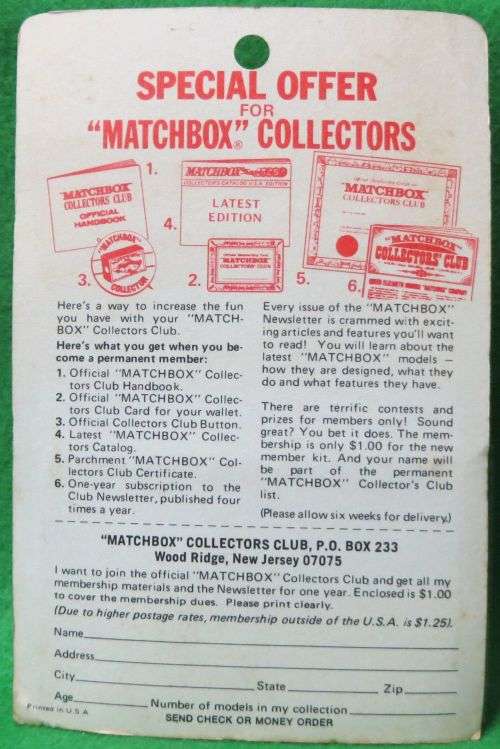 SPECIAL OFFER
FOR
"MATCHBOX"® COLLECTORS
MATCHBOX
COLLECTORS CLUB
OFFICIAL
HANDBOOK
1.
MATCHBOX
COLLECTOR'S CATALOG U.S.A. EDITION
LATEST
EDITION
4.
MATCHBOX
COLLECTORS CLUB
"MATCHBOX"
COLLECTOR
3.
MATCHBOX
COLLECTORS' CLUB
2.
5.
"MATCHBOX"
COLLECTORS' CLUB
6.
Here's a way to increase the fun
you have with your "MATCH-
BOX" Collectors Club.
Here's what you get when you be-
come a permanent member:
1. Official "MATCHBOX" Collec-
tors Club Handbook.
2. Official "MATCHBOX" Collec-
tors Club Card for your wallet.
3. Official Collectors Club Button.
4. Latest "MATCHBOX" Collec-
tors Catalog.
5. Parchment "MATCHBOX" Col-
lectors Club Certificate.
6. One-year subscription to the
Club Newsletter, published four
times a year.
Every issue of the "MATCHBOX"
Newsletter is crammed with excit-
ing articles and features you'll want
to read! You will learn about the
latest "MATCHBOX" models —
how they are designed, what they
do and what features they have.
There are terrific contests and
prizes for members only! Sound
great? You bet it does. The mem-
bership is only $1.00 for the new
member kit. And your name will
be part of the permanent
"MATCHBOX" Collector's Club
list.
(Please allow six weeks for delivery.)
"MATCHBOX" COLLECTORS CLUB, P.O. BOX 233
Wood Ridge, New Jersey 07075
I want to join the official "MATCHBOX" Collectors Club and get all my
membership materials and the Newsletter for one year. Enclosed is $1.00
to cover the membership dues. Please print clearly.
(Due to higher postage rates, membership outside of the U.S.A. is $1.25).
Name
Address
City State Zip
Age Number of models in my collection
Printed in U.S.A.
SEND CHECK OR MONEY ORDER